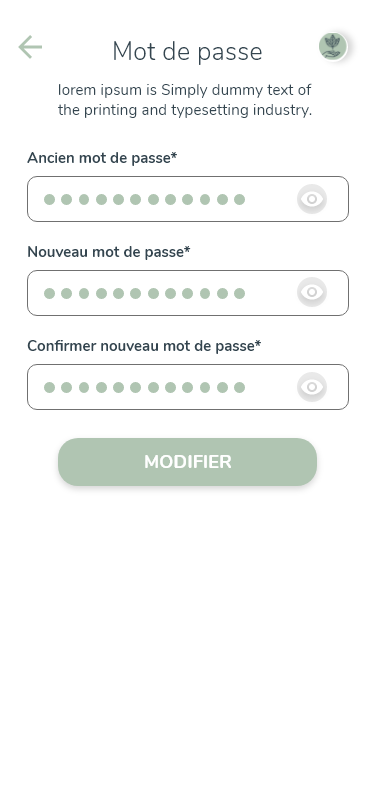 Mot de passe
lorem ipsum is Simply dummy text of
the printing and typesetting industry.
Ancien mot de passe*
Nouveau mot de passe*
Confirmer nouveau mot de passe*
MODIFIER